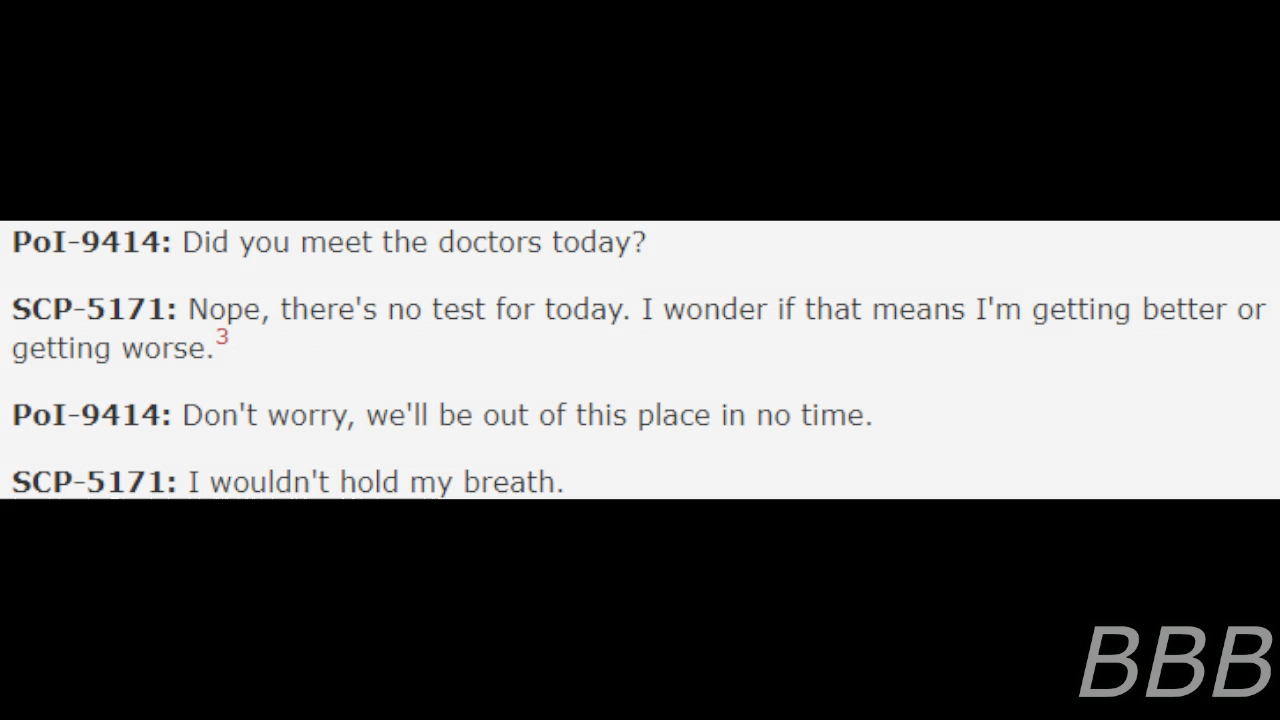 PoI-9414: Did you meet the doctors today?
SCP-5171: Nope, there's no test for today. I wonder if that means I'm getting better or
getting worse.3
PoI-9414: Don't worry, we'll be out of this place in no time.
SCP-5171: I wouldn't hold my breath.
BBB